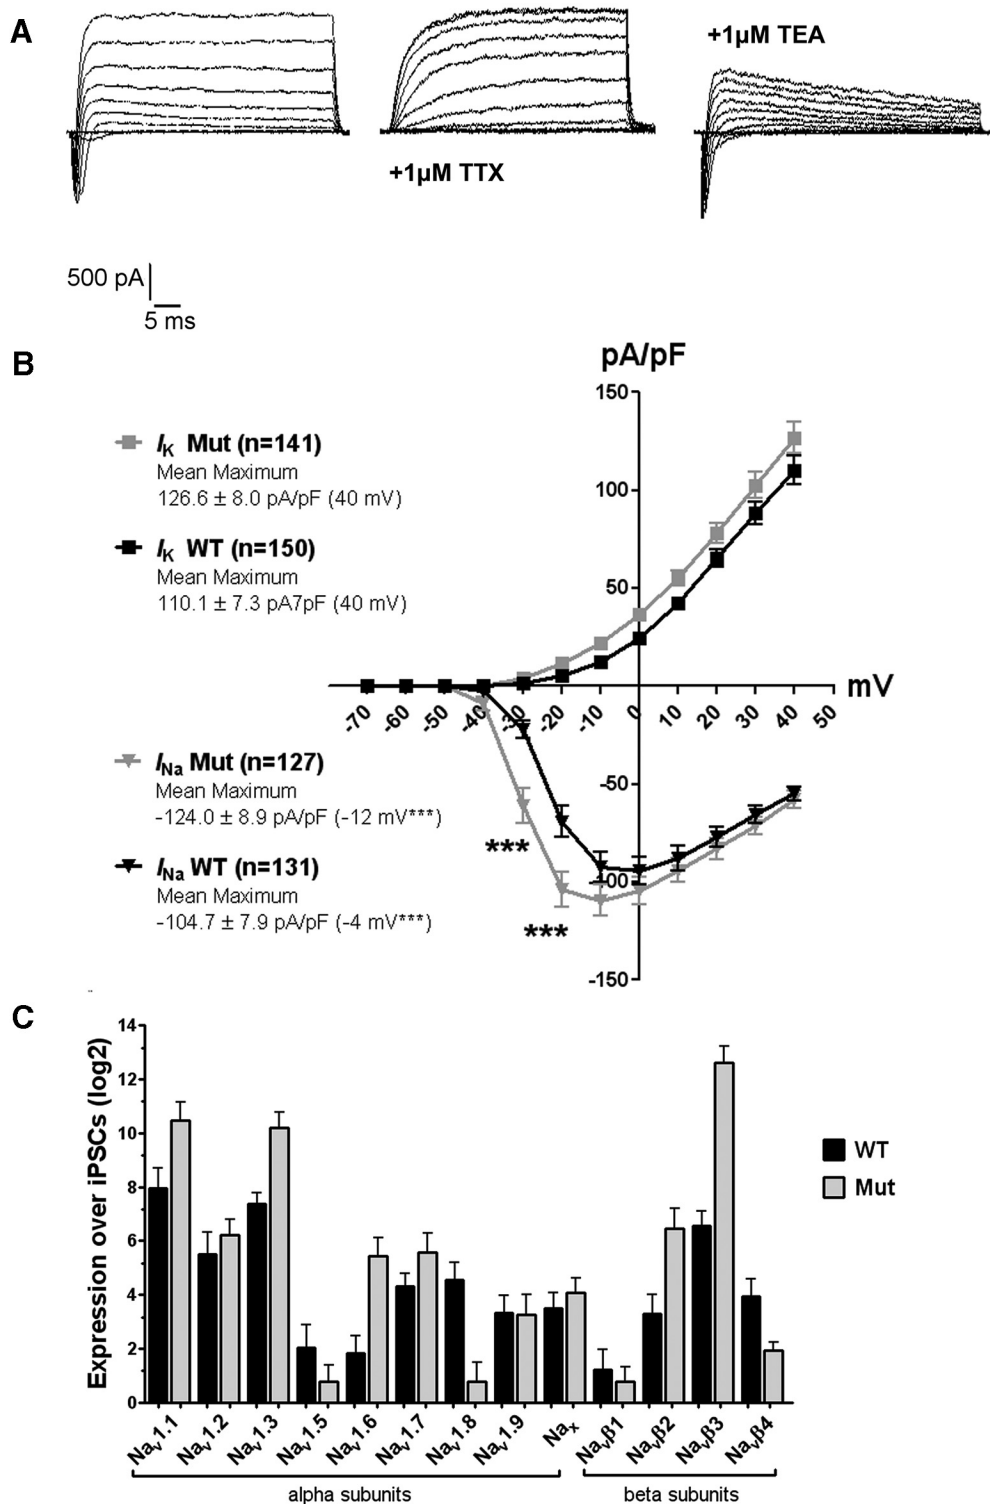 A
+1µM TTX
+1µM TEA
500 pA
5 ms
B
pA/pF
150
100
50
-50
-100
-150
mV
-70 -60 -50 -40 -30 -20 -10 0 10 20 30 40 50
IK Mut (n=141)
Mean Maximum
126.6 ± 8.0 pA/pF (40 mV)
IK WT (n=150)
Mean Maximum
110.1 ± 7.3 pA7pF (40 mV)
INa Mut (n=127)
Mean Maximum
-124.0 ± 8.9 pA/pF (-12 mV***)
INa WT (n=131)
Mean Maximum
-104.7 ± 7.9 pA/pF (-4 mV***)
***
***
C
Expression over iPSCs (log2)
14
12
10
8
6
4
2
0
WT
Mut
Nav1.1 Nav1.2 Nav1.3 Nav1.5 Nav1.6 Nav1.7 Nav1.8 Nav1.9 Nax Navβ1 Navβ2 Navβ3 Navβ4
alpha subunits
beta subunits